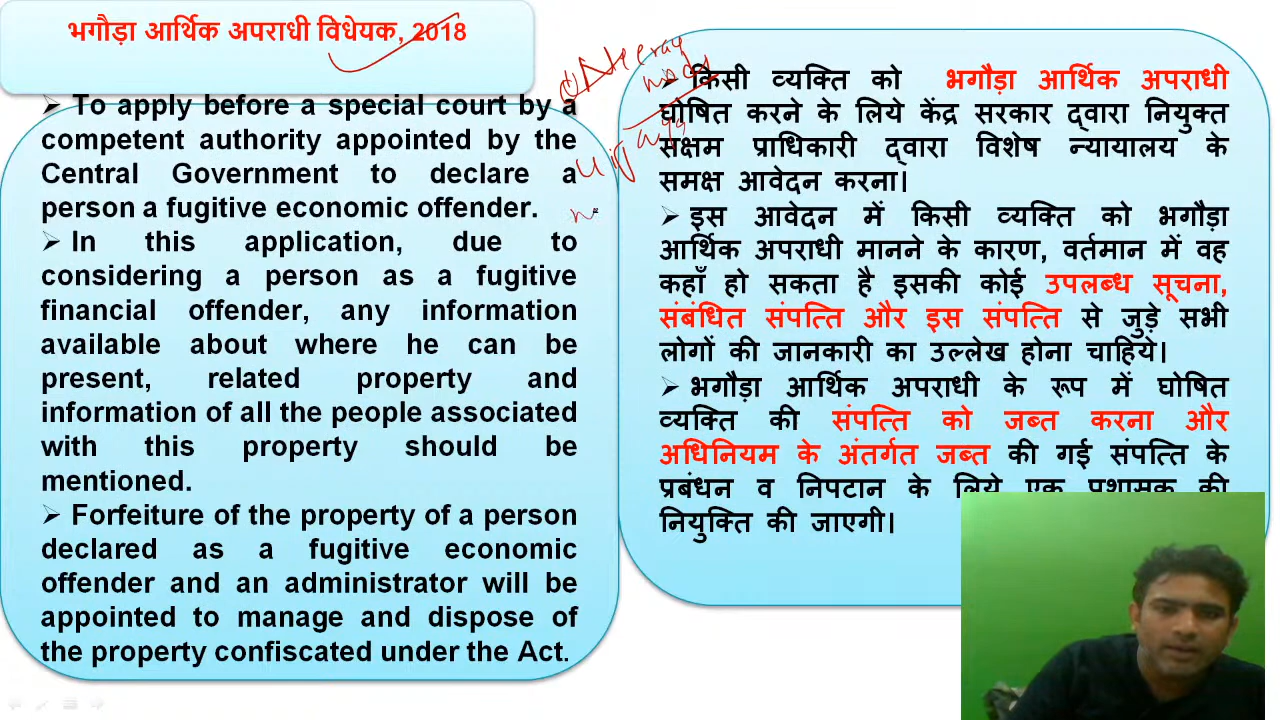 भगौड़ा आर्थिक अपराधी विधेयक, 2018
➢ To apply before a special court by a
competent authority appointed by the
Central Government to declare a
person a fugitive economic offender.
➢ In this application, due to
considering a person as a fugitive
financial offender, any information
available about where he can be
present, related property and
information of all the people associated
with this property should be
mentioned.
➢ Forfeiture of the property of a person
declared as a fugitive economic
offender and an administrator will be
appointed to manage and dispose of
the property confiscated under the Act.
➢ किसी व्यक्ति को भगौड़ा आर्थिक अपराधी
घोषित करने के लिये केंद्र सरकार द्वारा नियुक्त
सक्षम प्राधिकारी द्वारा विशेष न्यायालय के
समक्ष आवेदन करना।
➢ इस आवेदन में किसी व्यक्ति को भगौड़ा
आर्थिक अपराधी मानने के कारण, वर्तमान में वह
कहाँ हो सकता है इसकी कोई उपलब्ध सूचना,
संबंधित संपत्ति और इस संपत्ति से जुड़े सभी
लोगों की जानकारी का उल्लेख होना चाहिये।
➢ भगौड़ा आर्थिक अपराधी के रूप में घोषित
व्यक्ति की संपत्ति को जब्त करना और
अधिनियम के अंतर्गत जब्त की गई संपत्ति के
प्रबंधन व निपटान के लिये एक प्रशासक की
नियुक्ति की जाएगी।